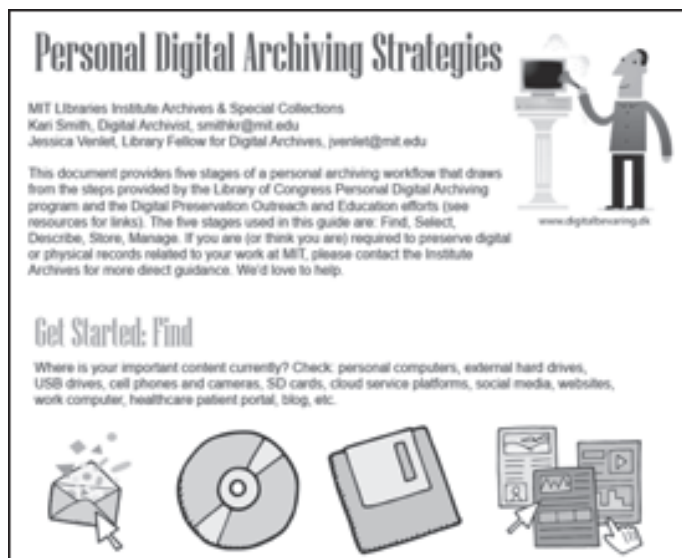 Personal Digital Archiving Strategies
MIT LIbraries Institute Archives & Special Collections
Kari Smith, Digital Archivist, smithkr@mit.edu
Jessica Venlet, Library Fellow for Digital Archives, jvenlet@mit.edu
This document provides five stages of a personal archiving workflow that draws
from the steps provided by the Library of Congress Personal Digital Archiving
program and the Digital Preservation Outreach and Education efforts (see
resources for links). The five stages used in this guide are: Find, Select,
Describe, Store, Manage. If you are (or think you are) required to preserve digital
or physical records related to your work at MIT, please contact the Institute
Archives for more direct guidance. We'd love to help.
www.digitalbevaring.dk
Get Started: Find
Where is your important content currently? Check: personal computers, external hard drives,
USB drives, cell phones and cameras, SD cards, cloud service platforms, social media, websites,
work computer, healthcare patient portal, blog, etc.